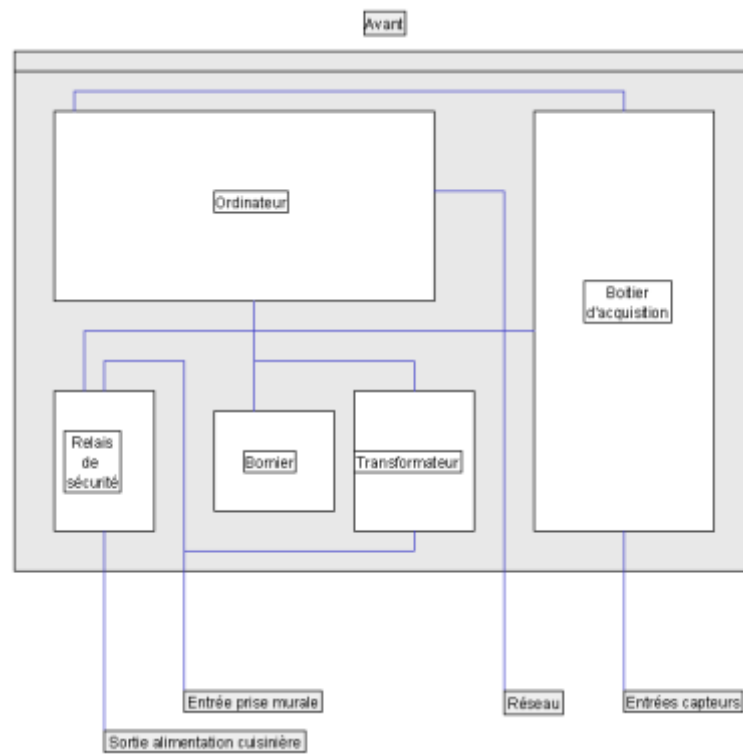 Avant
Ordinateur
Boitier
d'acquisition
Relais
de
sécurité
Bornier
Transformateur
Entrée prise murale
Réseau
Entrées capteurs
Sortie alimentation cuisinière